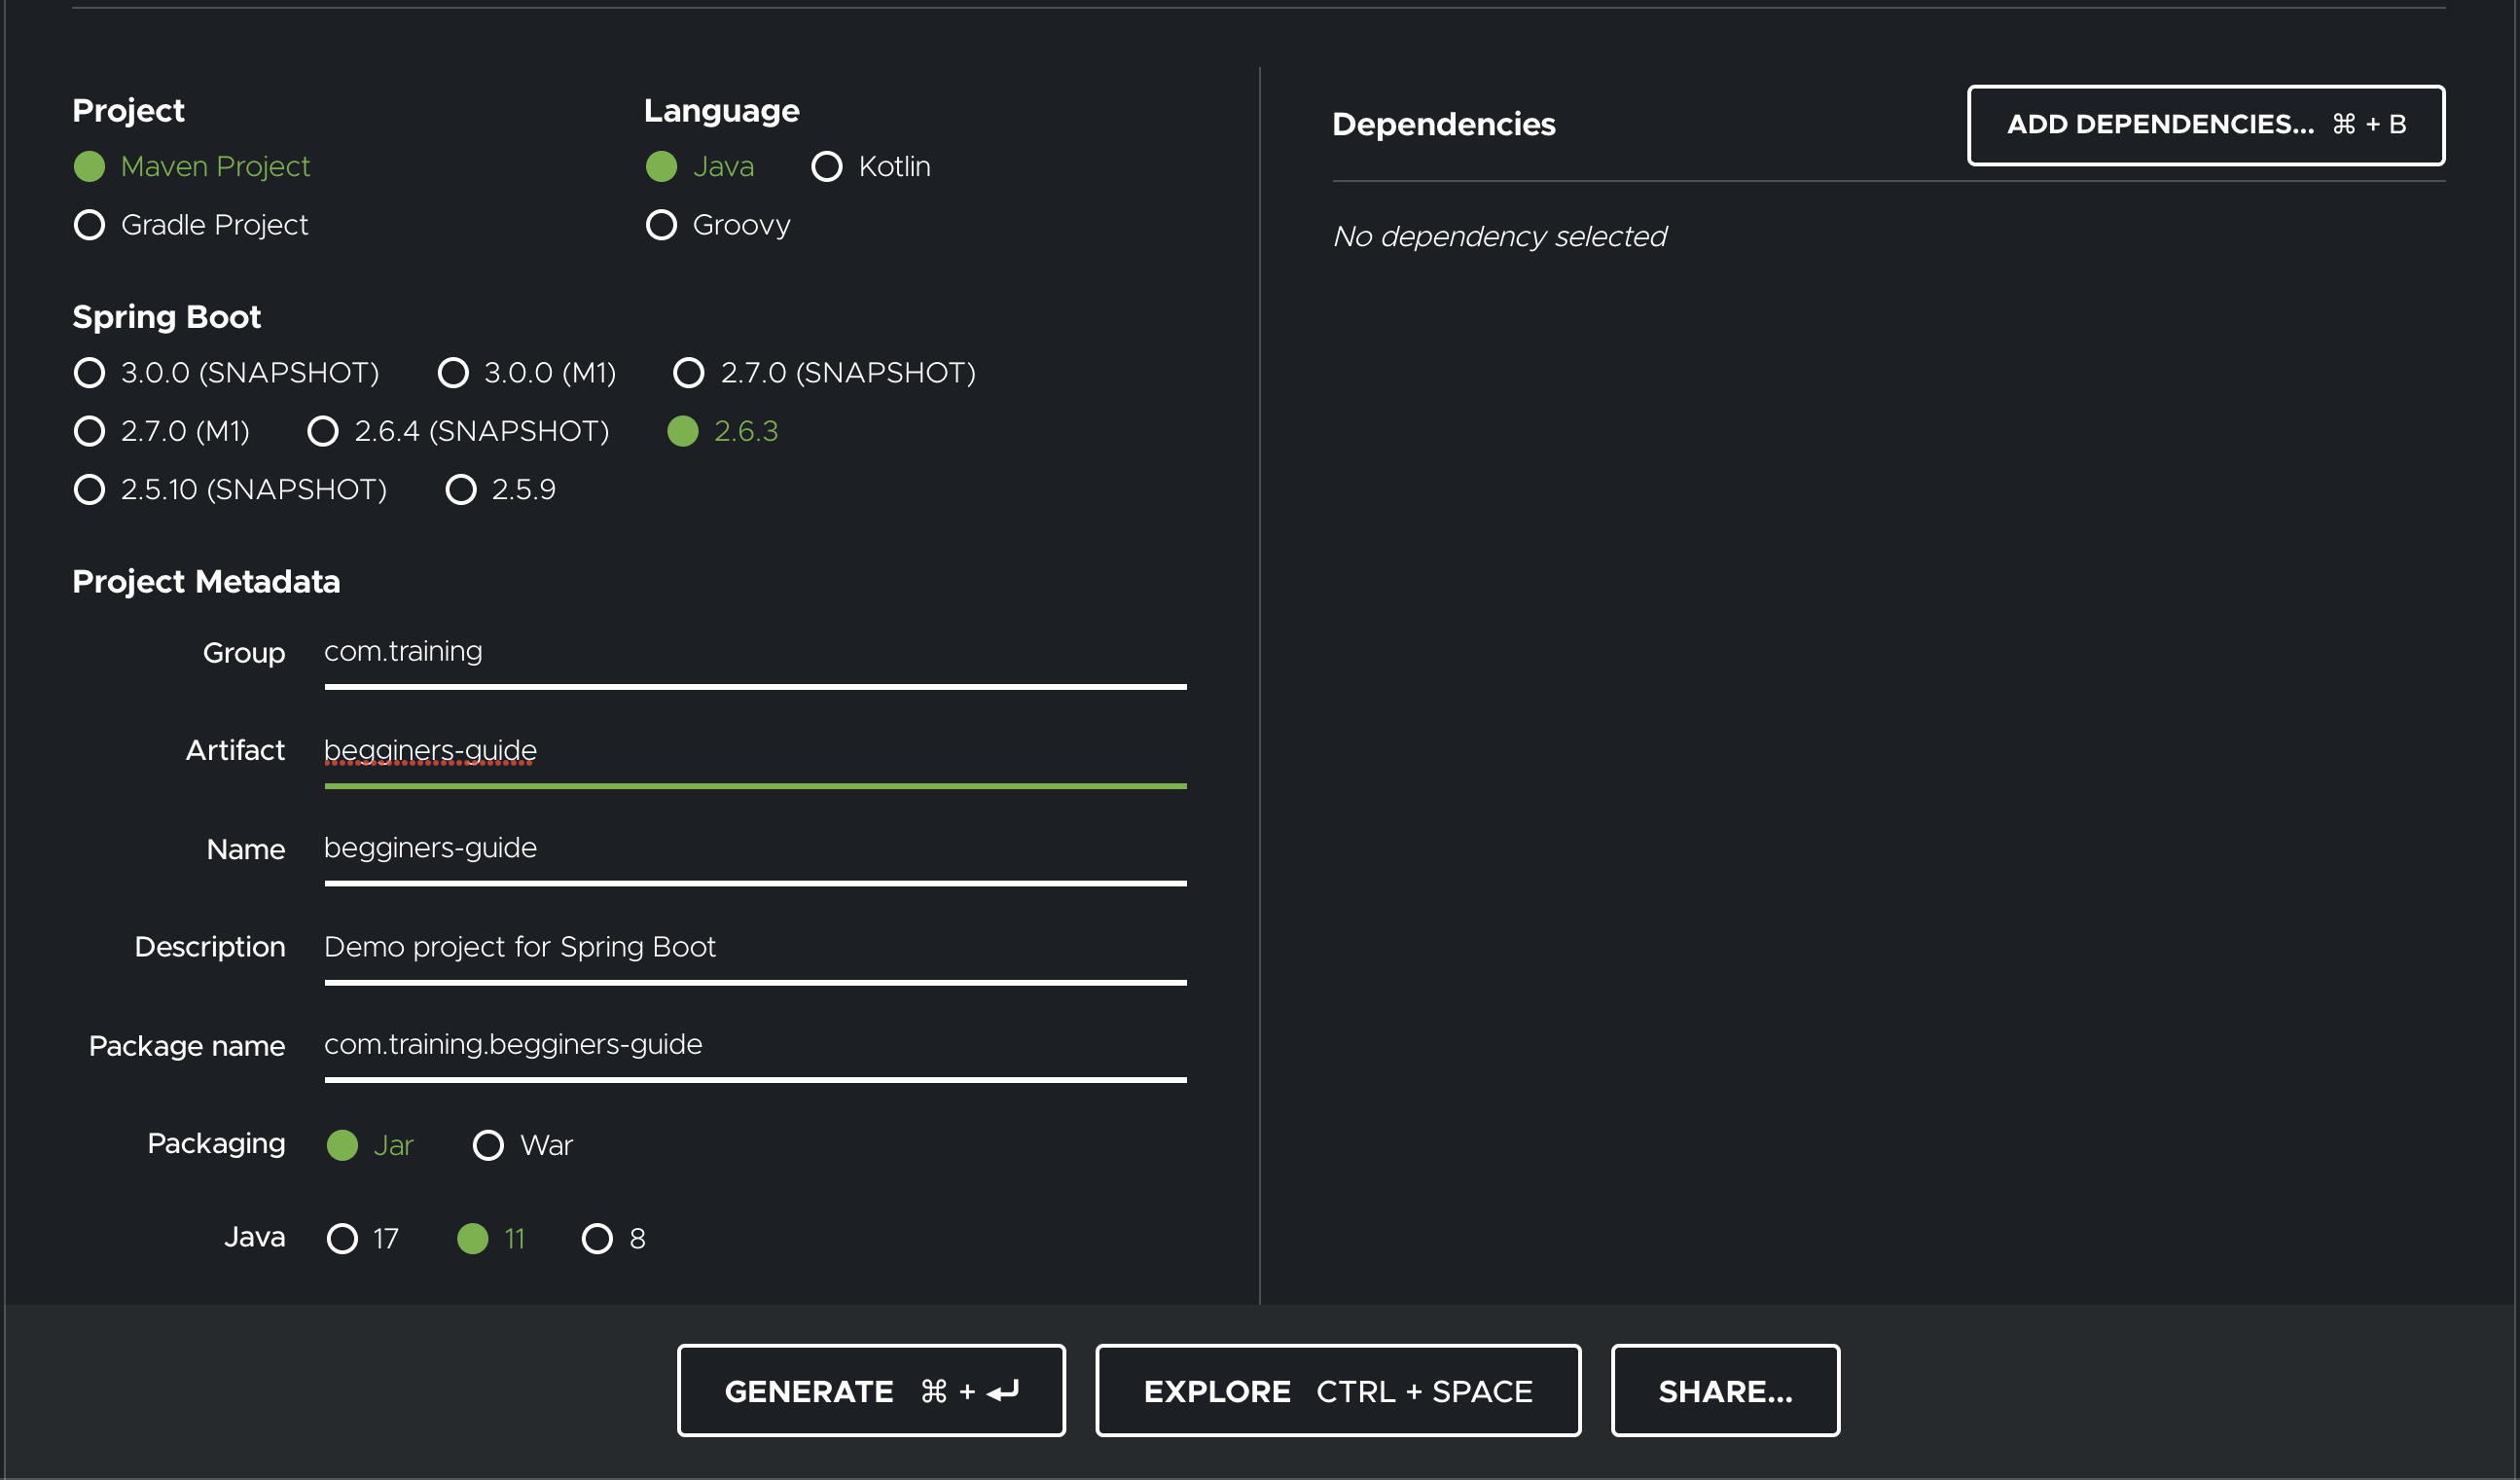 Project
Maven Project
Gradle Project
Language
Java Kotlin
Groovy
Spring Boot
3.0.0 (SNAPSHOT) 3.0.0 (M1) 2.7.0 (SNAPSHOT)
2.7.0 (M1) 2.6.4 (SNAPSHOT) 2.6.3
2.5.10 (SNAPSHOT) 2.5.9
Project Metadata
Group com.training
Artifact begginers-guide
Name begginers-guide
Description Demo project for Spring Boot
Package name com.training.begginers-guide
Packaging Jar War
Java 17 11 8
Dependencies
ADD DEPENDENCIES... ⌘ + B
No dependency selected
GENERATE ⌘ + ↵
EXPLORE CTRL + SPACE
SHARE...